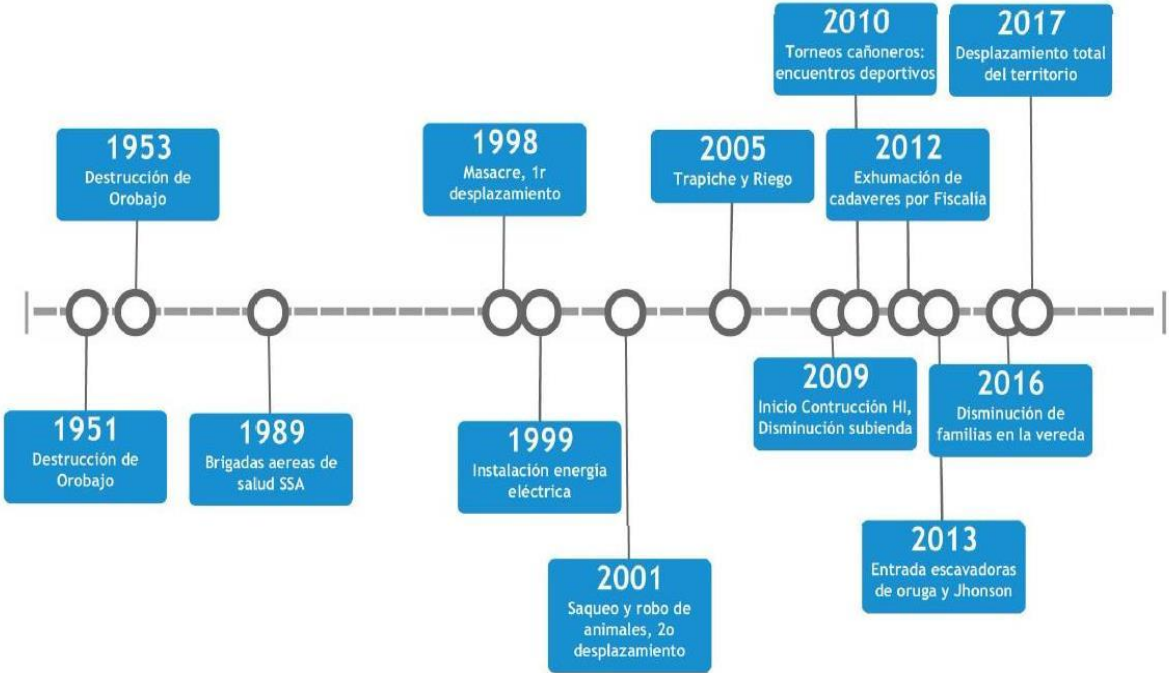 1951
Destrucción de
Orobajo
1953
Destrucción de
Orobajo
1989
Brigadas aereas de
salud SSA
1998
Masacre, 1r
desplazamiento
1999
Instalación energía
eléctrica
2001
Saqueo y robo de
animales, 2o
desplazamiento
2005
Trapiche y Riego
2009
Inicio Contrucción HI,
Disminución subienda
2010
Torneos cañoneros:
encuentros deportivos
2012
Exhumación de
cadaveres por Fiscalía
2013
Entrada escavadoras
de oruga y Jhonson
2016
Disminución de
familias en la vereda
2017
Desplazamiento total
del territorio